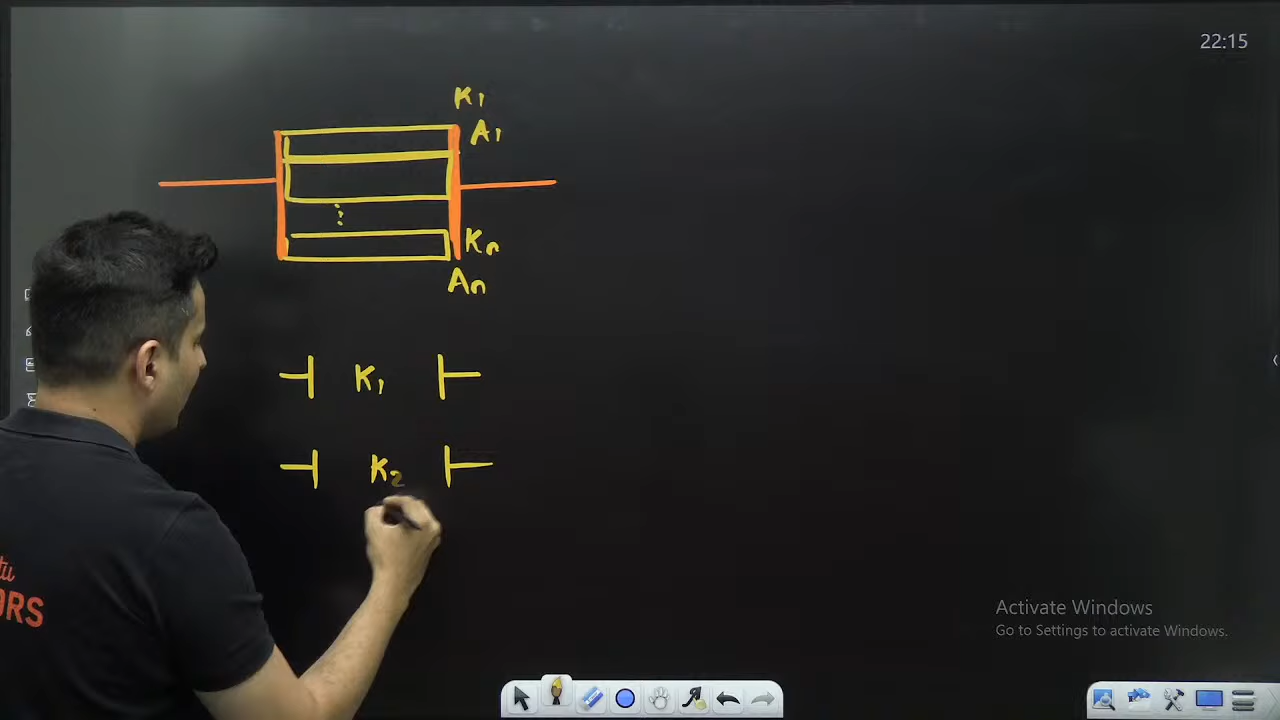 22:15
K1
A1
Kn
An
K1
K2
Activate Windows
Go to Settings to activate Windows.